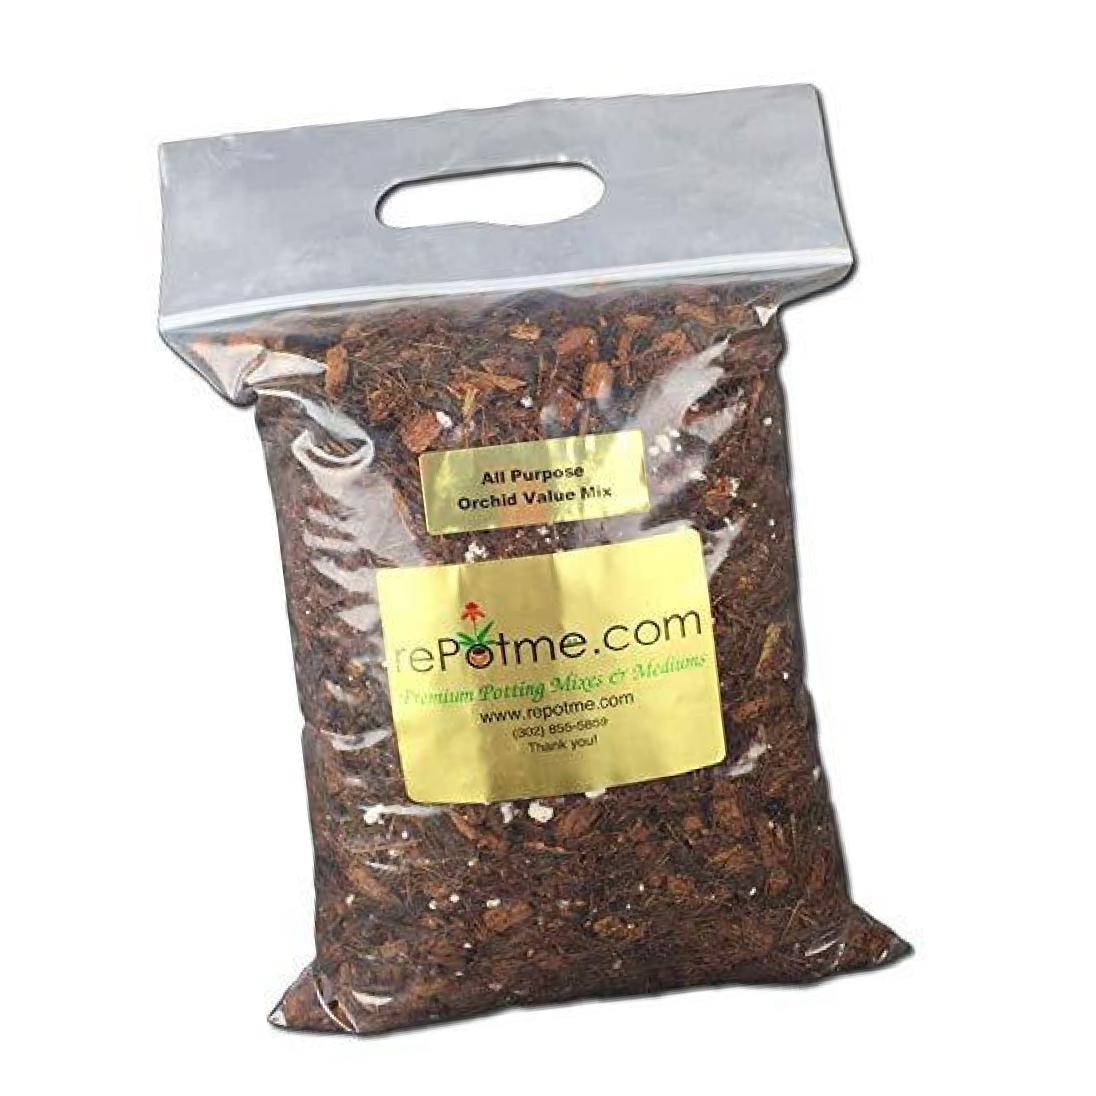 All Purpose
Orchid Value Mix
rePotme.com
Premium Potting Mixes & Mediums
www.repotme.com
(302) 855-5859
Thank you!